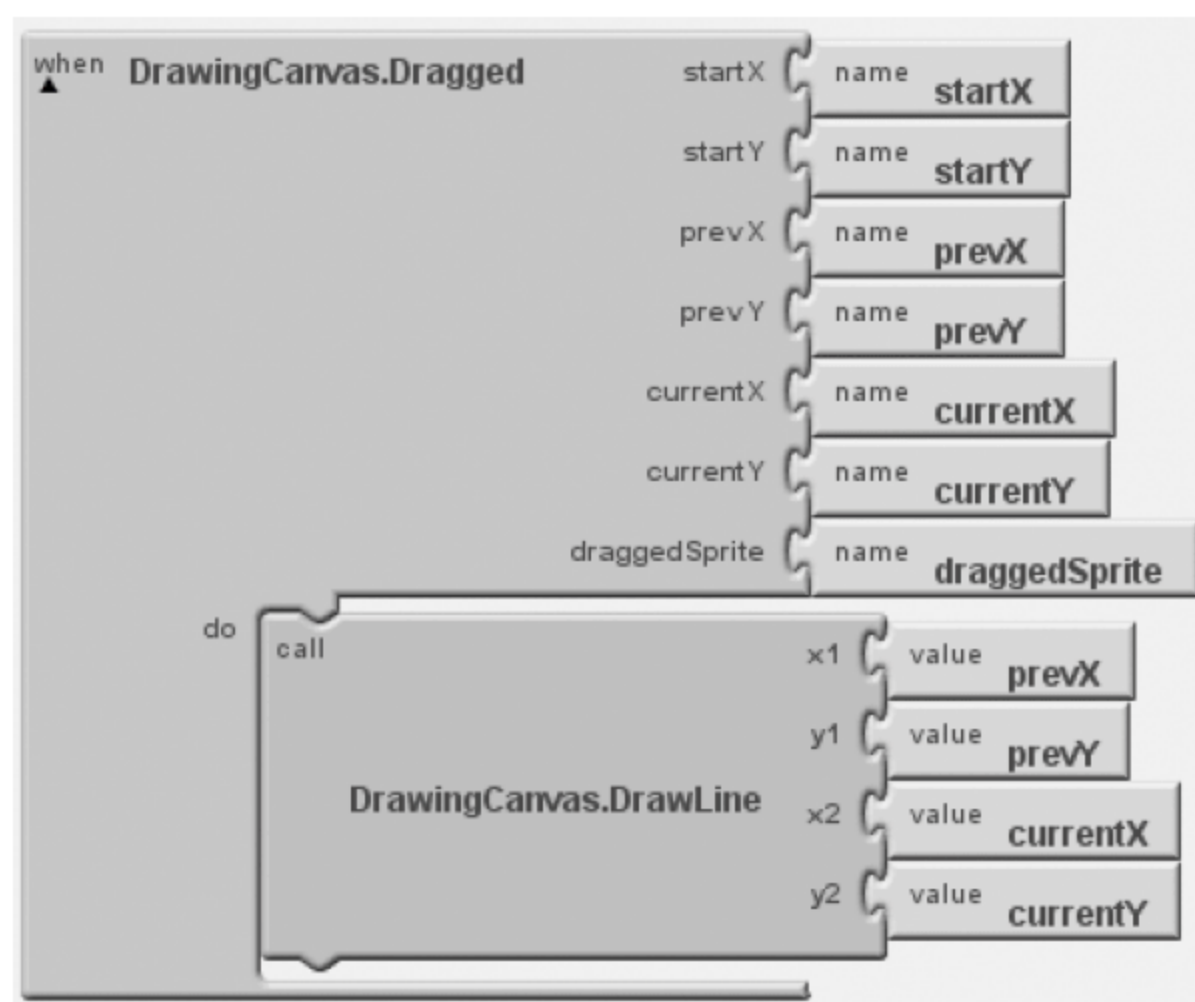 when DrawingCanvas.Dragged startX name startX
startY name startY
prevX name prevX
prevY name prevY
currentX name currentX
currentY name currentY
draggedSprite name draggedSprite
do call x1 value prevX
y1 value prevY
DrawingCanvas.DrawLine x2 value currentX
y2 value currentY